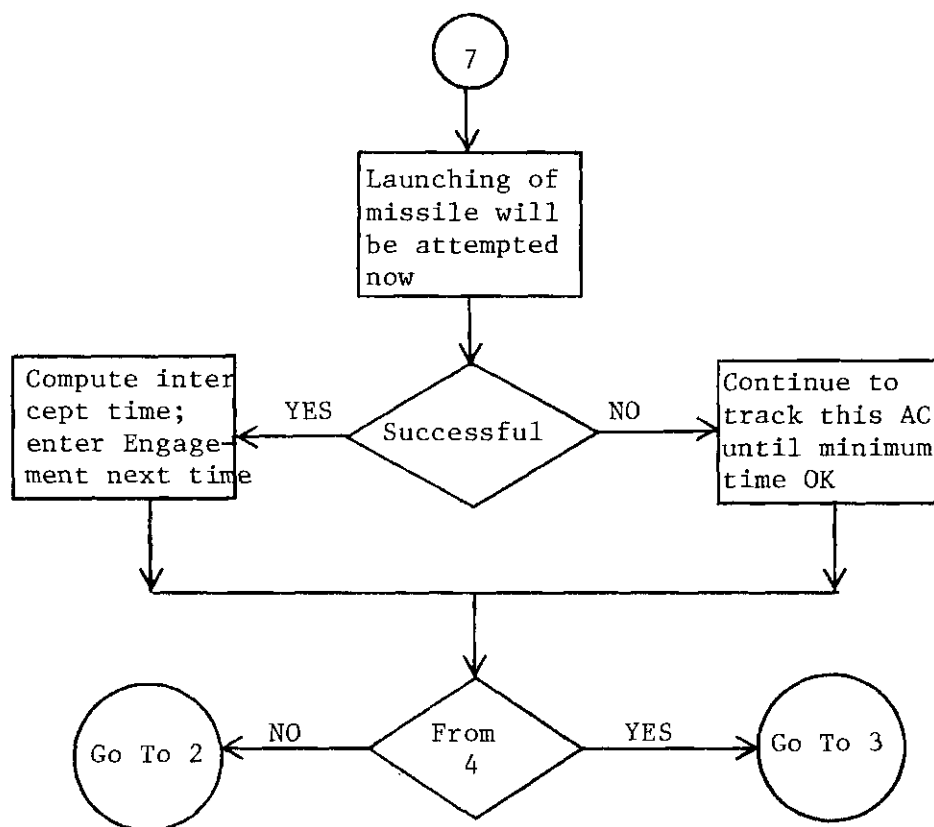 7
Launching of
missile will
be attempted
now
Compute inter
cept time;
enter Engage-
ment next time
YES
Successful
NO
Continue to
track this AC
until minimum
time OK
Go To 2
NO
From
4
YES
Go To 3